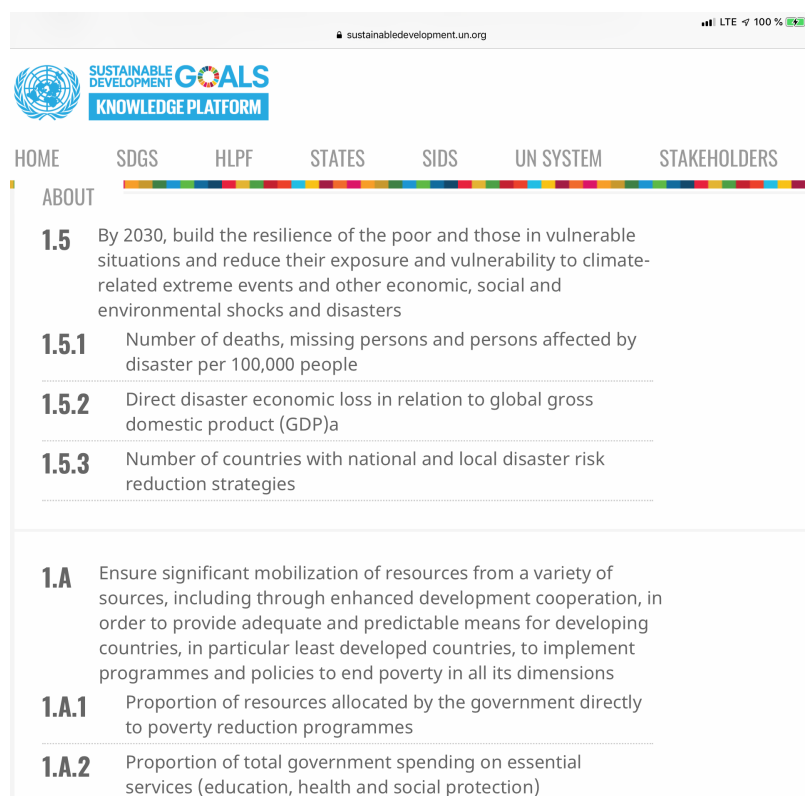 LTE 100 %
sustainabledevelopment.un.org
SUSTAINABLE
DEVELOPMENT GOALS
KNOWLEDGE PLATFORM
HOME SDGS HLPF STATES SIDS UN SYSTEM STAKEHOLDERS
ABOUT
1.5 By 2030, build the resilience of the poor and those in vulnerable
situations and reduce their exposure and vulnerability to climate-
related extreme events and other economic, social and
environmental shocks and disasters
1.5.1 Number of deaths, missing persons and persons affected by
disaster per 100,000 people
1.5.2 Direct disaster economic loss in relation to global gross
domestic product (GDP)a
1.5.3 Number of countries with national and local disaster risk
reduction strategies
1.A Ensure significant mobilization of resources from a variety of
sources, including through enhanced development cooperation, in
order to provide adequate and predictable means for developing
countries, in particular least developed countries, to implement
programmes and policies to end poverty in all its dimensions
1.A.1 Proportion of resources allocated by the government directly
to poverty reduction programmes
1.A.2 Proportion of total government spending on essential
services (education, health and social protection)